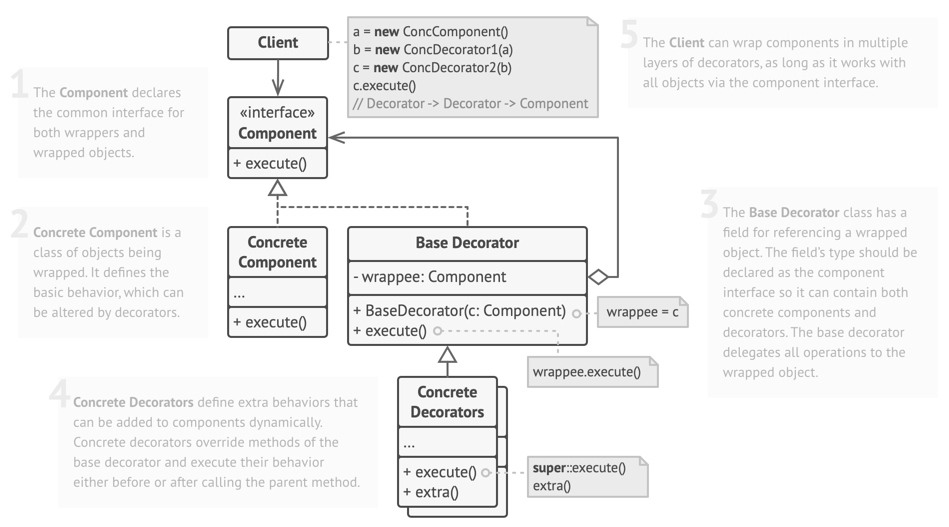 Client
a = new ConcComponent()
b = new ConcDecorator1(a)
c = new ConcDecorator2(b)
c.execute()
// Decorator -> Decorator -> Component
5
The Client can wrap components in multiple
layers of decorators, as long as it works with
all objects via the component interface.
1
The Component declares
the common interface for
both wrappers and
wrapped objects.
«interface»
Component
+ execute()
2
Concrete Component is a
class of objects being
wrapped. It defines the
basic behavior, which can
be altered by decorators.
Concrete
Component
...
+ execute()
Base Decorator
- wrappee: Component
+ BaseDecorator(c: Component)
+ execute()
wrappee = c
wrappee.execute()
3
The Base Decorator class has a
field for referencing a wrapped
object. The field's type should be
declared as the component
interface so it can contain both
concrete components and
decorators. The base decorator
delegates all operations to the
wrapped object.
4
Concrete Decorators define extra behaviors that
can be added to components dynamically.
Concrete decorators override methods of the
base decorator and execute their behavior
either before or after calling the parent method.
Concrete
Decorators
...
+ execute()
+ extra()
super::execute()
extra()